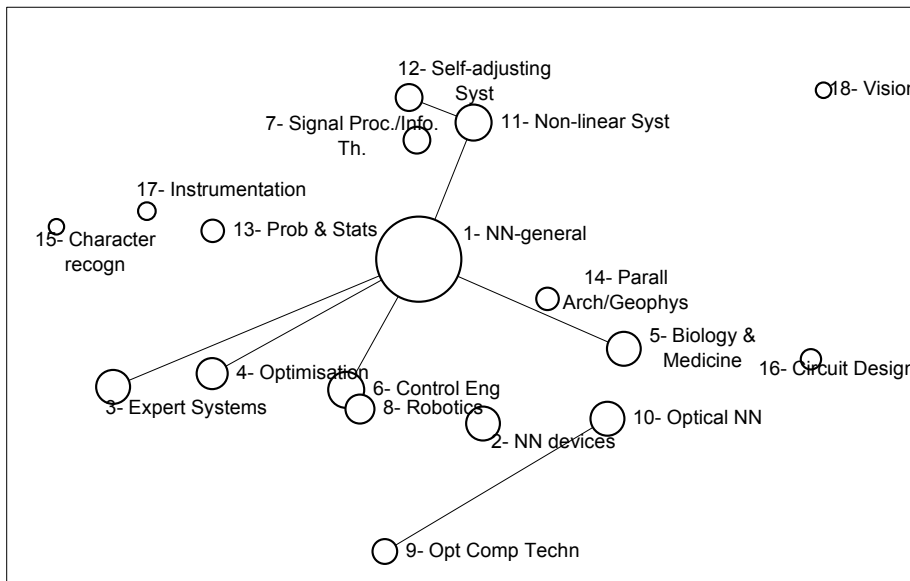 12- Self-adjusting
Syst
18- Vision
7- Signal Proc./Info.
Th.
11- Non-linear Syst
17- Instrumentation
15- Character
recogn
13- Prob & Stats
1- NN-general
14- Parall
Arch/Geophys
5- Biology &
Medicine
16- Circuit Design
4- Optimisation
3- Expert Systems
6- Control Eng
8- Robotics
2- NN devices
10- Optical NN
9- Opt Comp Techn